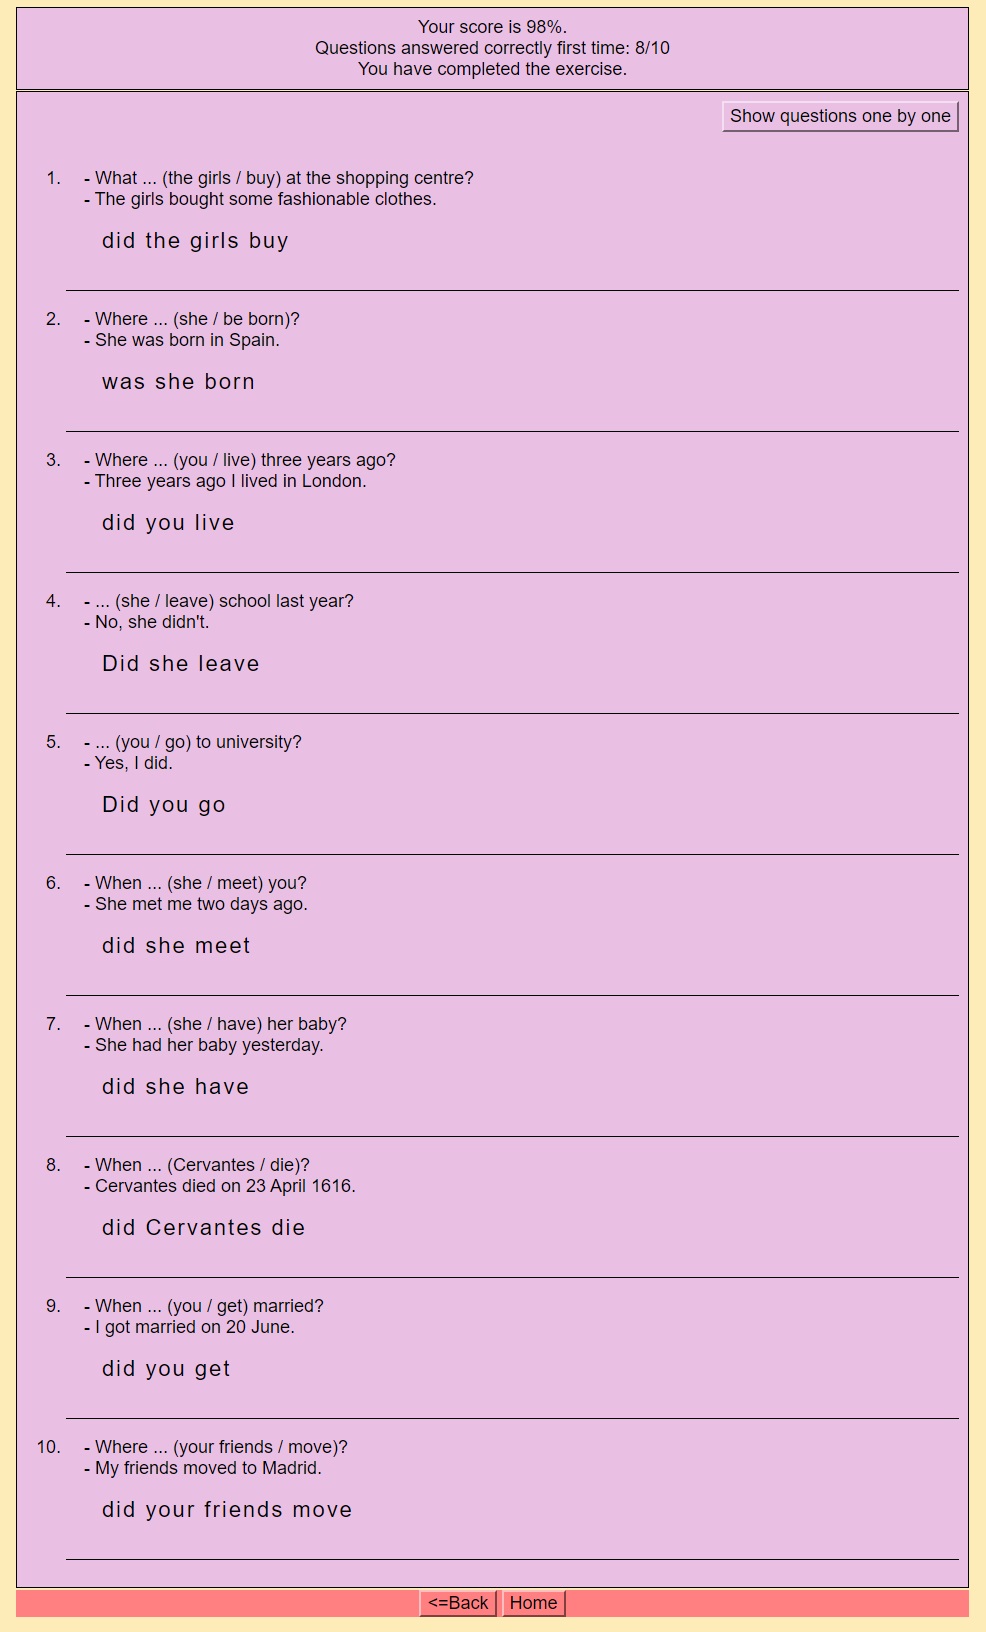 Your score is 98%.
Questions answered correctly first time: 8/10
You have completed the exercise.
Show questions one by one
1. - What ... (the girls / buy) at the shopping centre?
- The girls bought some fashionable clothes.
did the girls buy
2. - Where ... (she / be born)?
- She was born in Spain.
was she born
3. - Where ... (you / live) three years ago?
- Three years ago I lived in London.
did you live
4. - ... (she / leave) school last year?
- No, she didn't.
Did she leave
5. - ... (you / go) to university?
- Yes, I did.
Did you go
6. - When ... (she / meet) you?
- She met me two days ago.
did she meet
7. - When ... (she / have) her baby?
- She had her baby yesterday.
did she have
8. - When ... (Cervantes / die)?
- Cervantes died on 23 April 1616.
did Cervantes die
9. - When ... (you / get) married?
- I got married on 20 June.
did you get
10. - Where ... (your friends / move)?
- My friends moved to Madrid.
did your friends move
<=Back Home